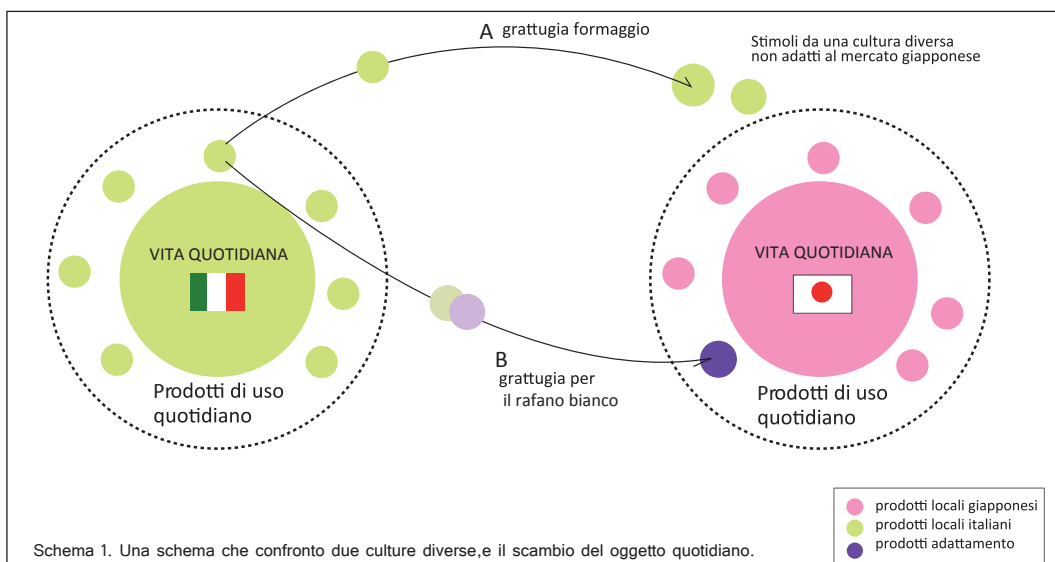 A grattugia formaggio
Stimoli da una cultura diversa
non adatti al mercato giapponese
VITA QUOTIDIANA
Prodotti di uso
quotidiano
B
grattugia per
il rafano bianco
VITA QUOTIDIANA
Prodotti di uso
quotidiano
prodotti locali giapponesi
prodotti locali italiani
prodotti adattamento
Schema 1. Una schema che confronto due culture diverse,e il scambio del oggetto quotidiano.